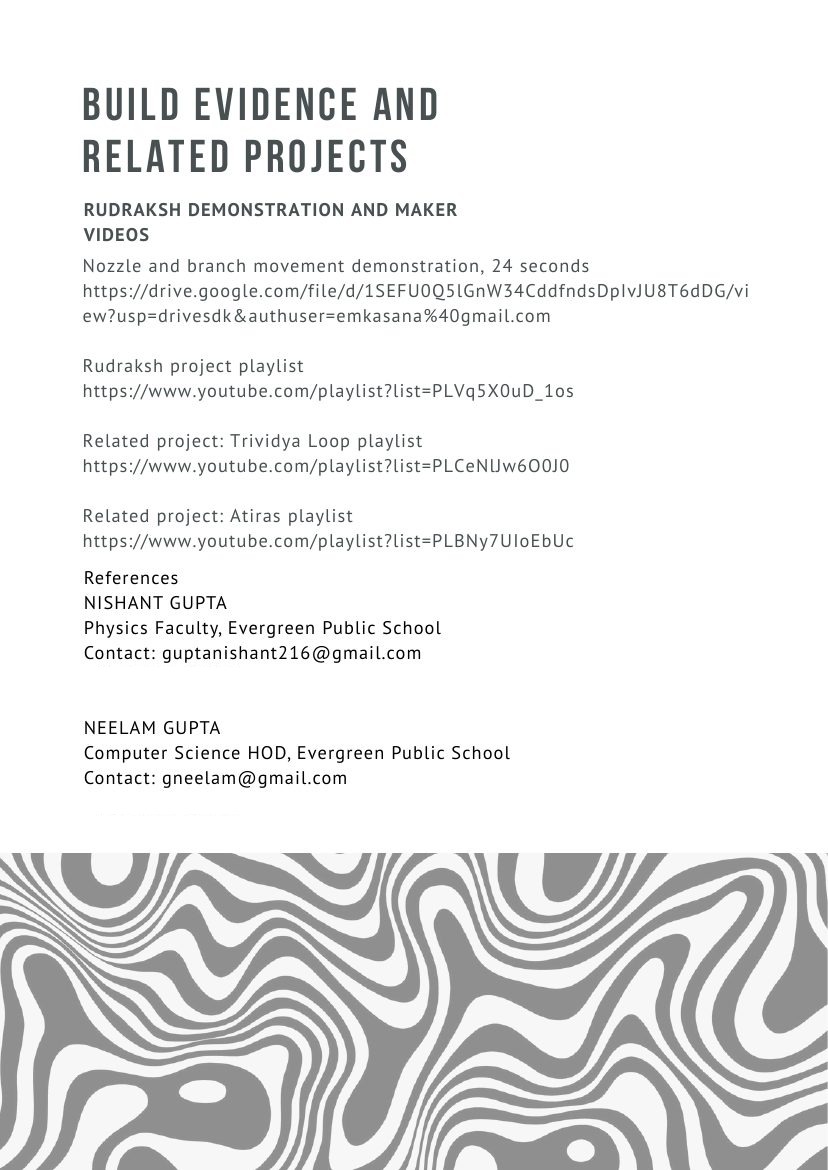 BUILD EVIDENCE AND
RELATED PROJECTS
RUDRAKSH DEMONSTRATION AND MAKER
VIDEOS
Nozzle and branch movement demonstration, 24 seconds
https://drive.google.com/file/d/1SEFU0Q5lGnW34CddfndsDpIvJU8T6dDG/vi
ew?usp=drivesdk&authuser=emkasana%40gmail.com
Rudraksh project playlist
https://www.youtube.com/playlist?list=PLVq5X0uD_1os
Related project: Trividya Loop playlist
https://www.youtube.com/playlist?list=PLCeNlJw6O0J0
Related project: Atiras playlist
https://www.youtube.com/playlist?list=PLBNy7UIoEbUc
References
NISHANT GUPTA
Physics Faculty, Evergreen Public School
Contact: guptanishant216@gmail.com
NEELAM GUPTA
Computer Science HOD, Evergreen Public School
Contact: gneelam@gmail.com